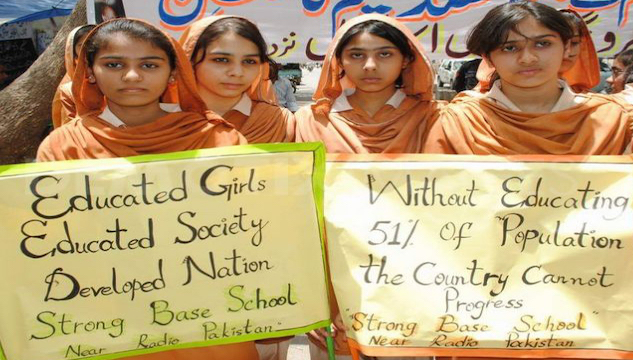 Educated Girls
Educated Society
Developed Nation
Strong Base School
Near Radio Pakistan"
Without Educating
51% Of Population
the Country Cannot
Progress
"Strong Base School"
Near Radio Pakistan